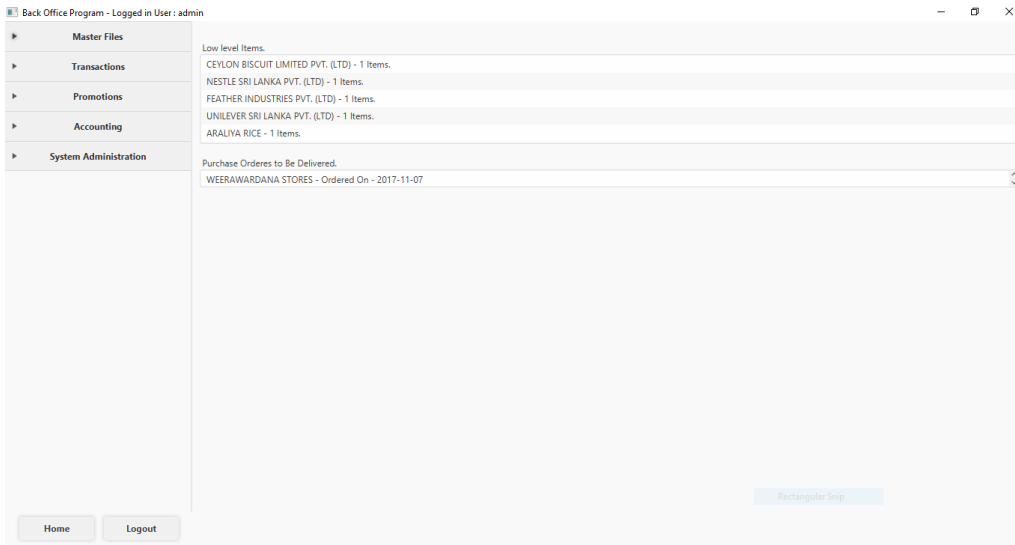 Back Office Program - Logged in User : admin
Master Files
Transactions
Promotions
Accounting
System Administration
Low level Items.
CEYLON BISCUIT LIMITED PVT. (LTD) - 1 Items.
NESTLE SRI LANKA PVT. (LTD) - 1 Items.
FEATHER INDUSTRIES PVT. (LTD) - 1 Items.
UNILEVER SRI LANKA PVT. (LTD) - 1 Items.
ARALIYA RICE - 1 Items.
Purchase Orderes to Be Delivered.
WEERAWARDANA STORES - Ordered On - 2017-11-07
Rectangular Snip
Home
Logout